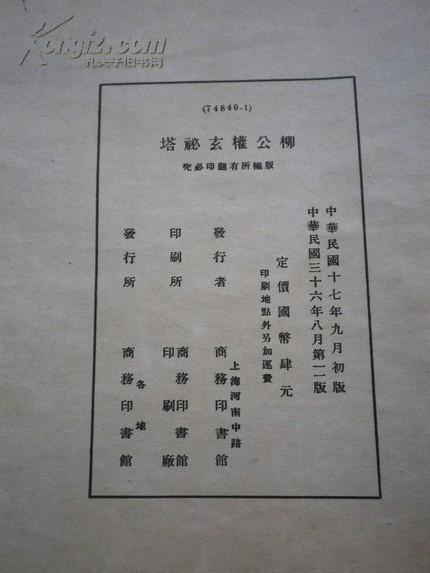 Kongfz.com
孔夫子旧书网
(74840·1)
柳公權玄祕塔
版權所有翻印必究
中華民國十七年九月初版
中華民國三十六年八月第二版
定價國幣肆元
印刷地點外另加運費
發行者
上海河南中路
商務印書館
印刷所
商務印書館
印刷廠
發行所
各地
商務印書館